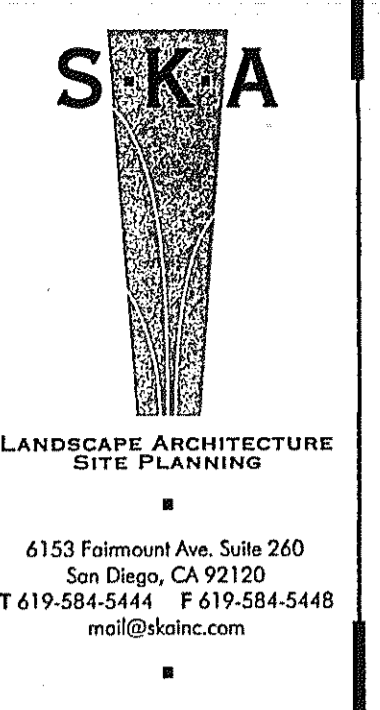 S·K·A
LANDSCAPE ARCHITECTURE
SITE PLANNING
6153 Fairmount Ave. Suite 260
San Diego, CA 92120
T 619-584-5444 F 619-584-5448
mail@skainc.com